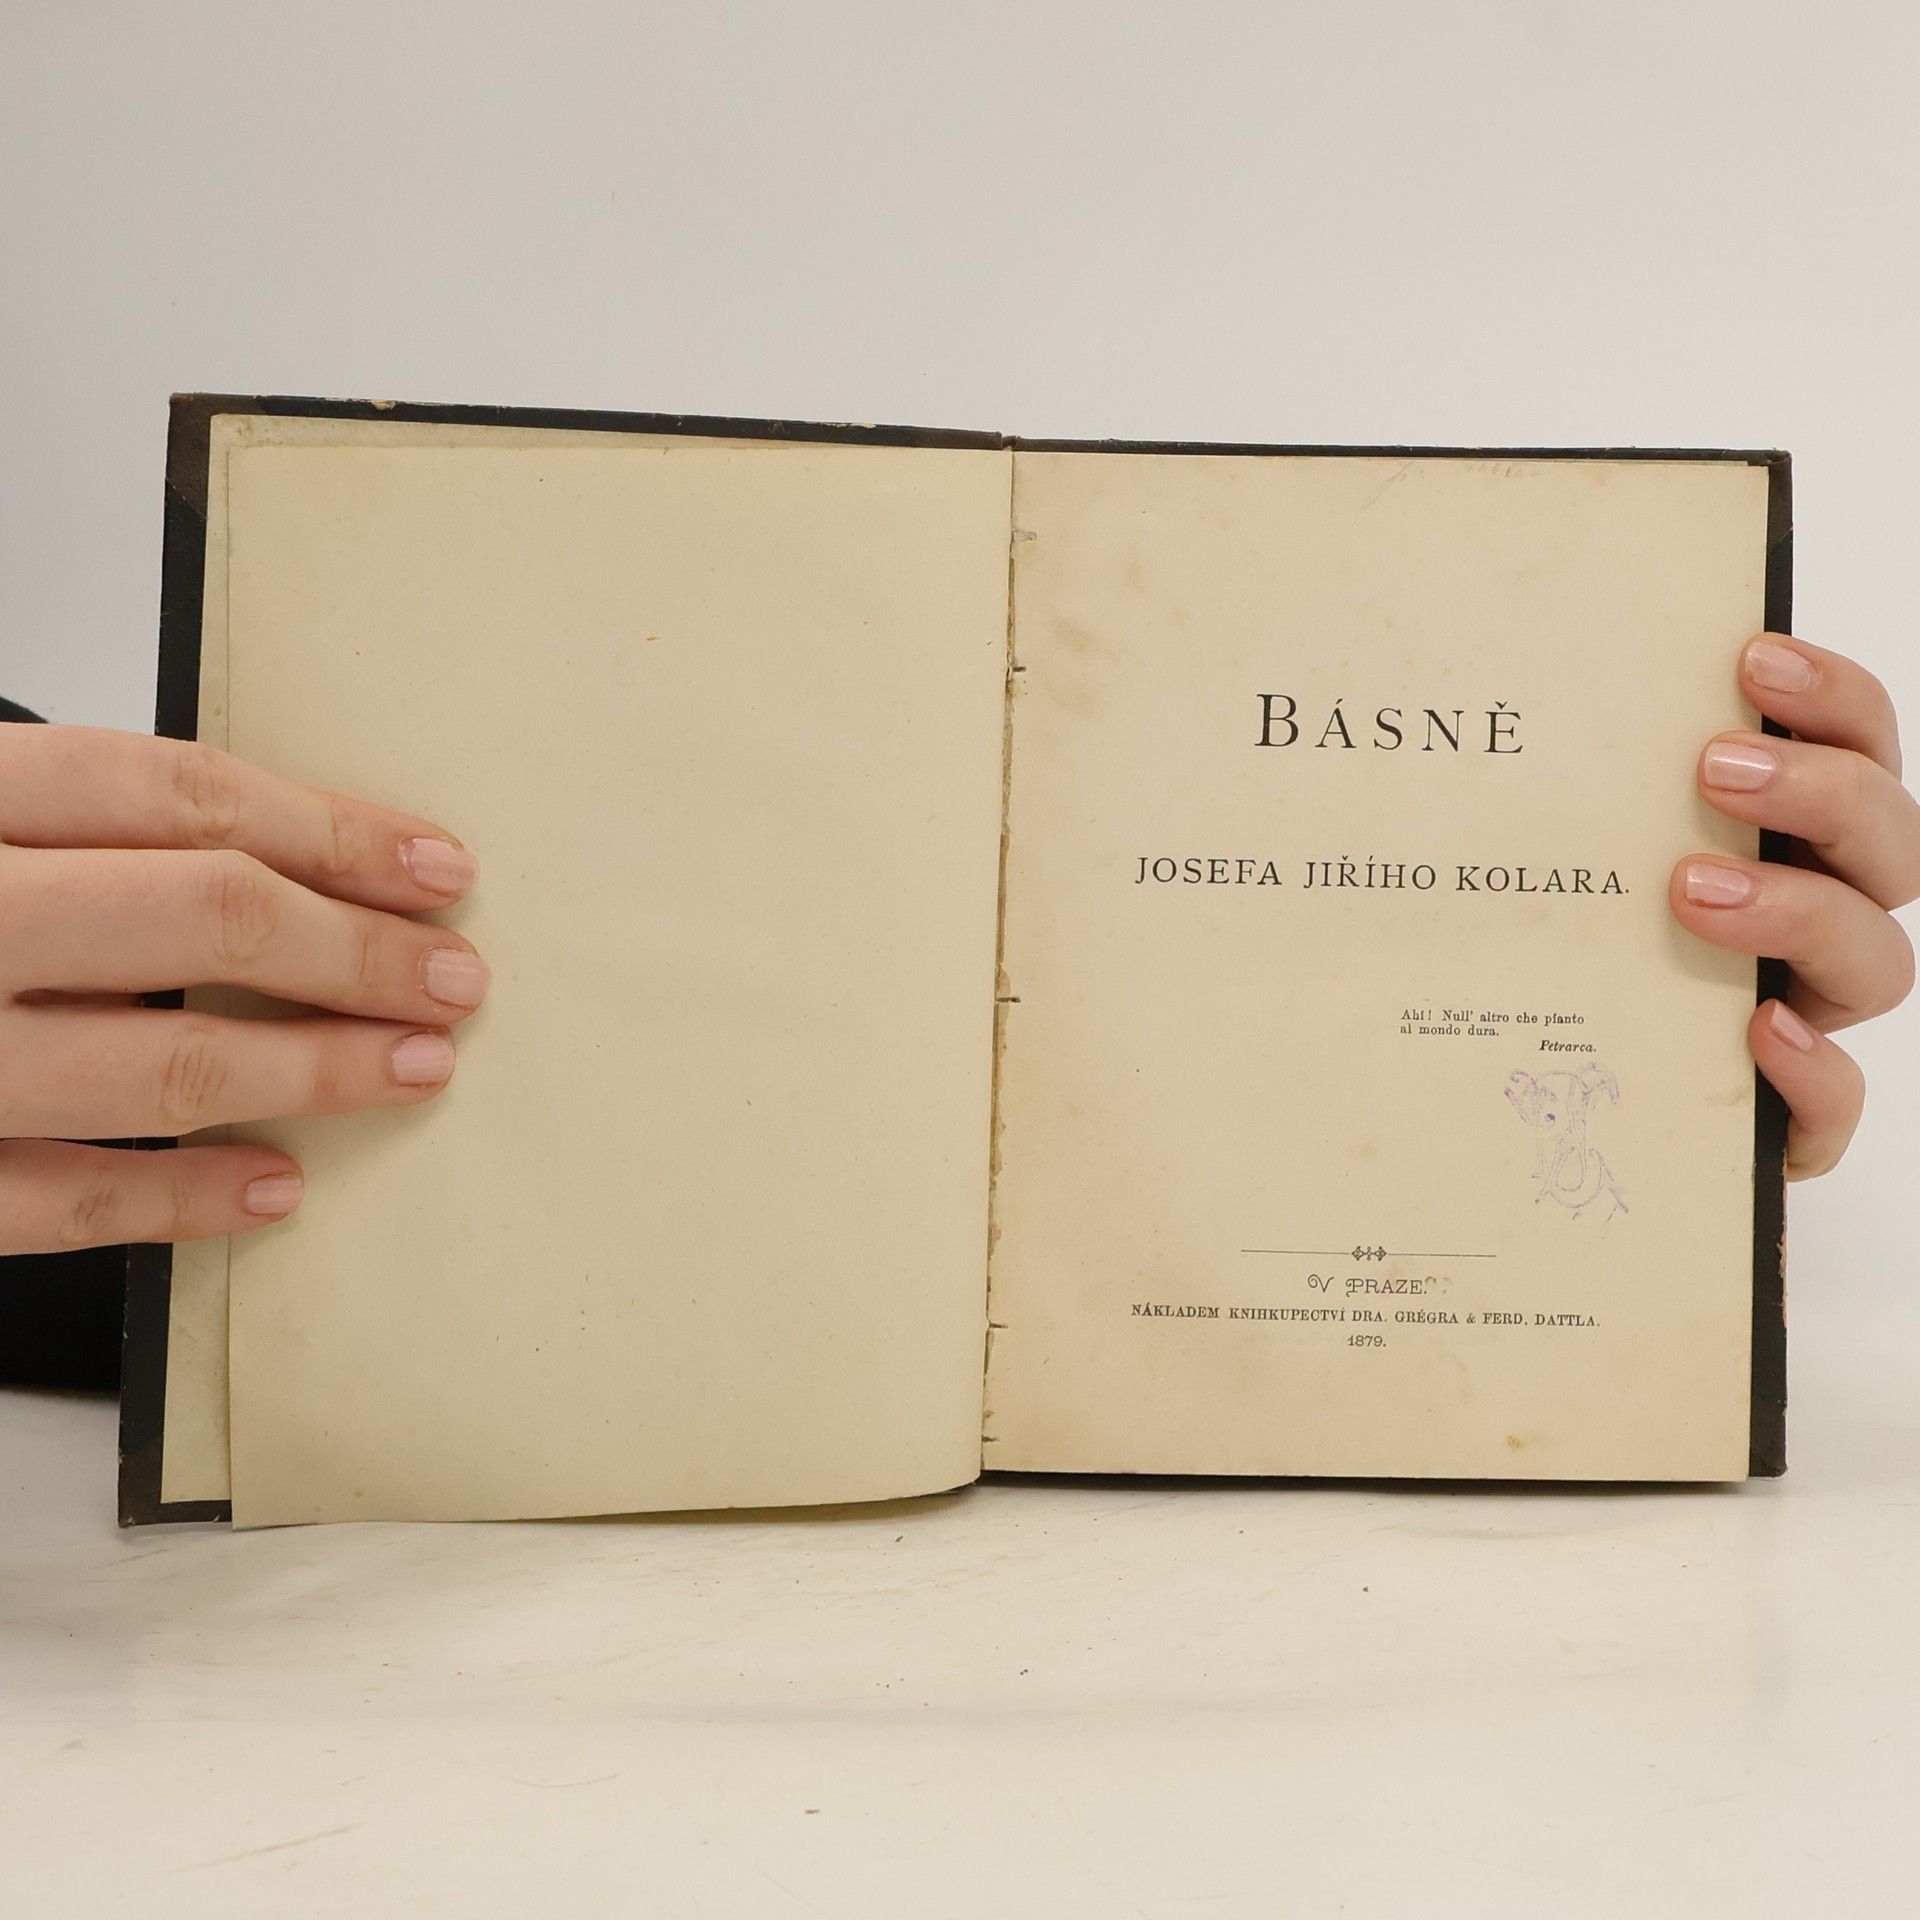 BÁSNĚ
JOSEFA JIŘÍHO KOLARA.
Ahi! Null' altro che pianto
al mondo dura.
Petrarca.
V PRAZE.
NÁKLADEM KNIHKUPECTVÍ DRA. GRÉGRA & FERD. DATTLA.
1879.